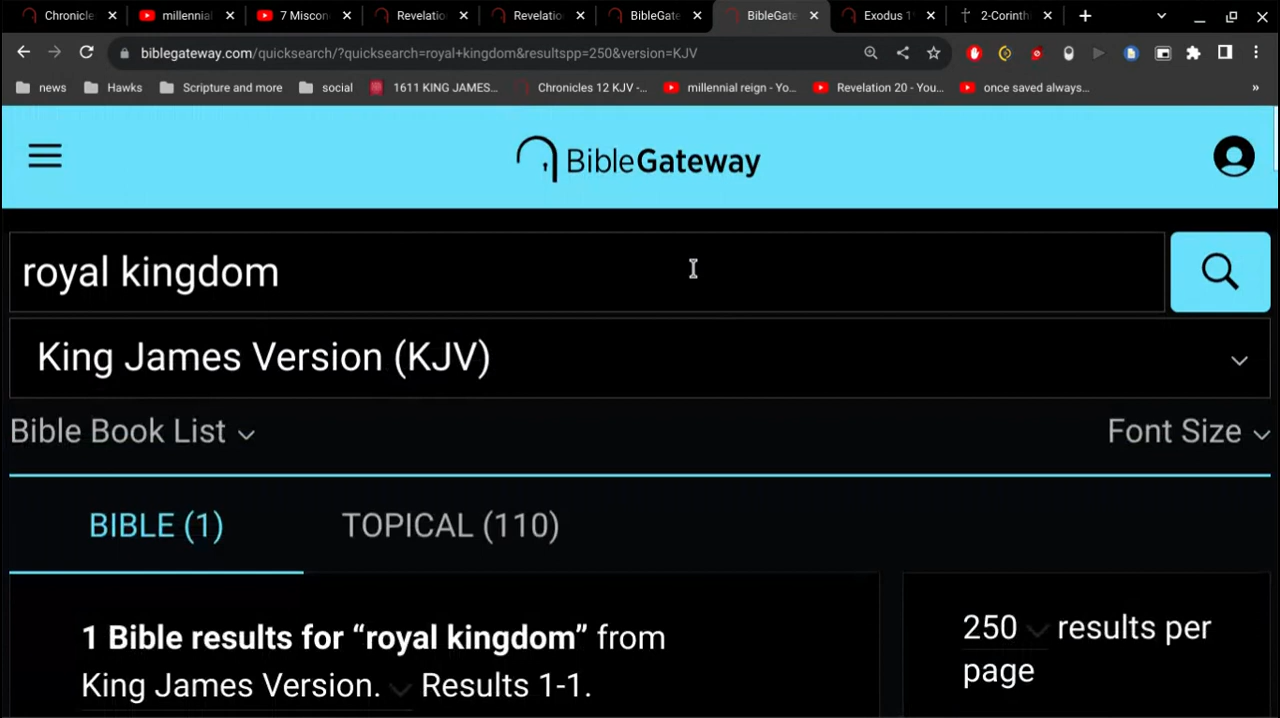 Chronicle
millennial
7 Miscon
Revelatio
Revelatio
BibleGate
BibleGate
Exodus 1
2-Corinth
biblegateway.com/quicksearch/?quicksearch=royal+kingdom&resultspp=250&version=KJV
news
Hawks
Scripture and more
social
1611 KING JAMES...
Chronicles 12 KJV -...
millennial reign - Yo...
Revelation 20 - You...
once saved always...
»
BibleGateway
royal kingdom
King James Version (KJV)
Bible Book List
Font Size
BIBLE (1)
TOPICAL (110)
1 Bible results for “royal kingdom” from
King James Version. Results 1-1.
250 results per
page